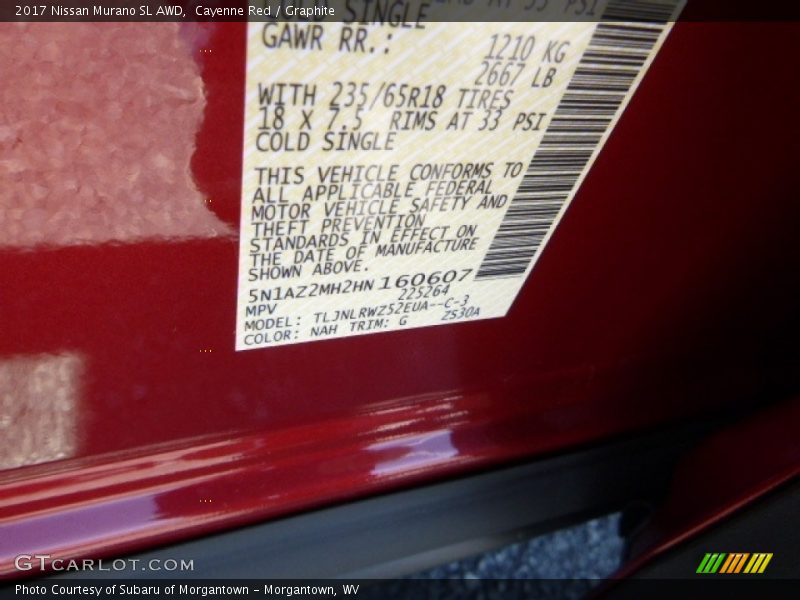 2017 Nissan Murano SL AWD, Cayenne Red / Graphite
SINGLE
AT 33 PSI
GAWR RR.: 1210 KG
2667 LB
WITH 235/65R18 TIRES
18 X 7.5 RIMS AT 33 PSI
COLD SINGLE
THIS VEHICLE CONFORMS TO
ALL APPLICABLE FEDERAL
MOTOR VEHICLE SAFETY AND
THEFT PREVENTION
STANDARDS IN EFFECT ON
THE DATE OF MANUFACTURE
SHOWN ABOVE.
5N1AZ2MH2HN160607
MPV 225264
MODEL: TLJNLRWZ52EUA--C-3
COLOR: NAH TRIM: G Z530A
GTCARLOT.COM
Photo Courtesy of Subaru of Morgantown - Morgantown, WV